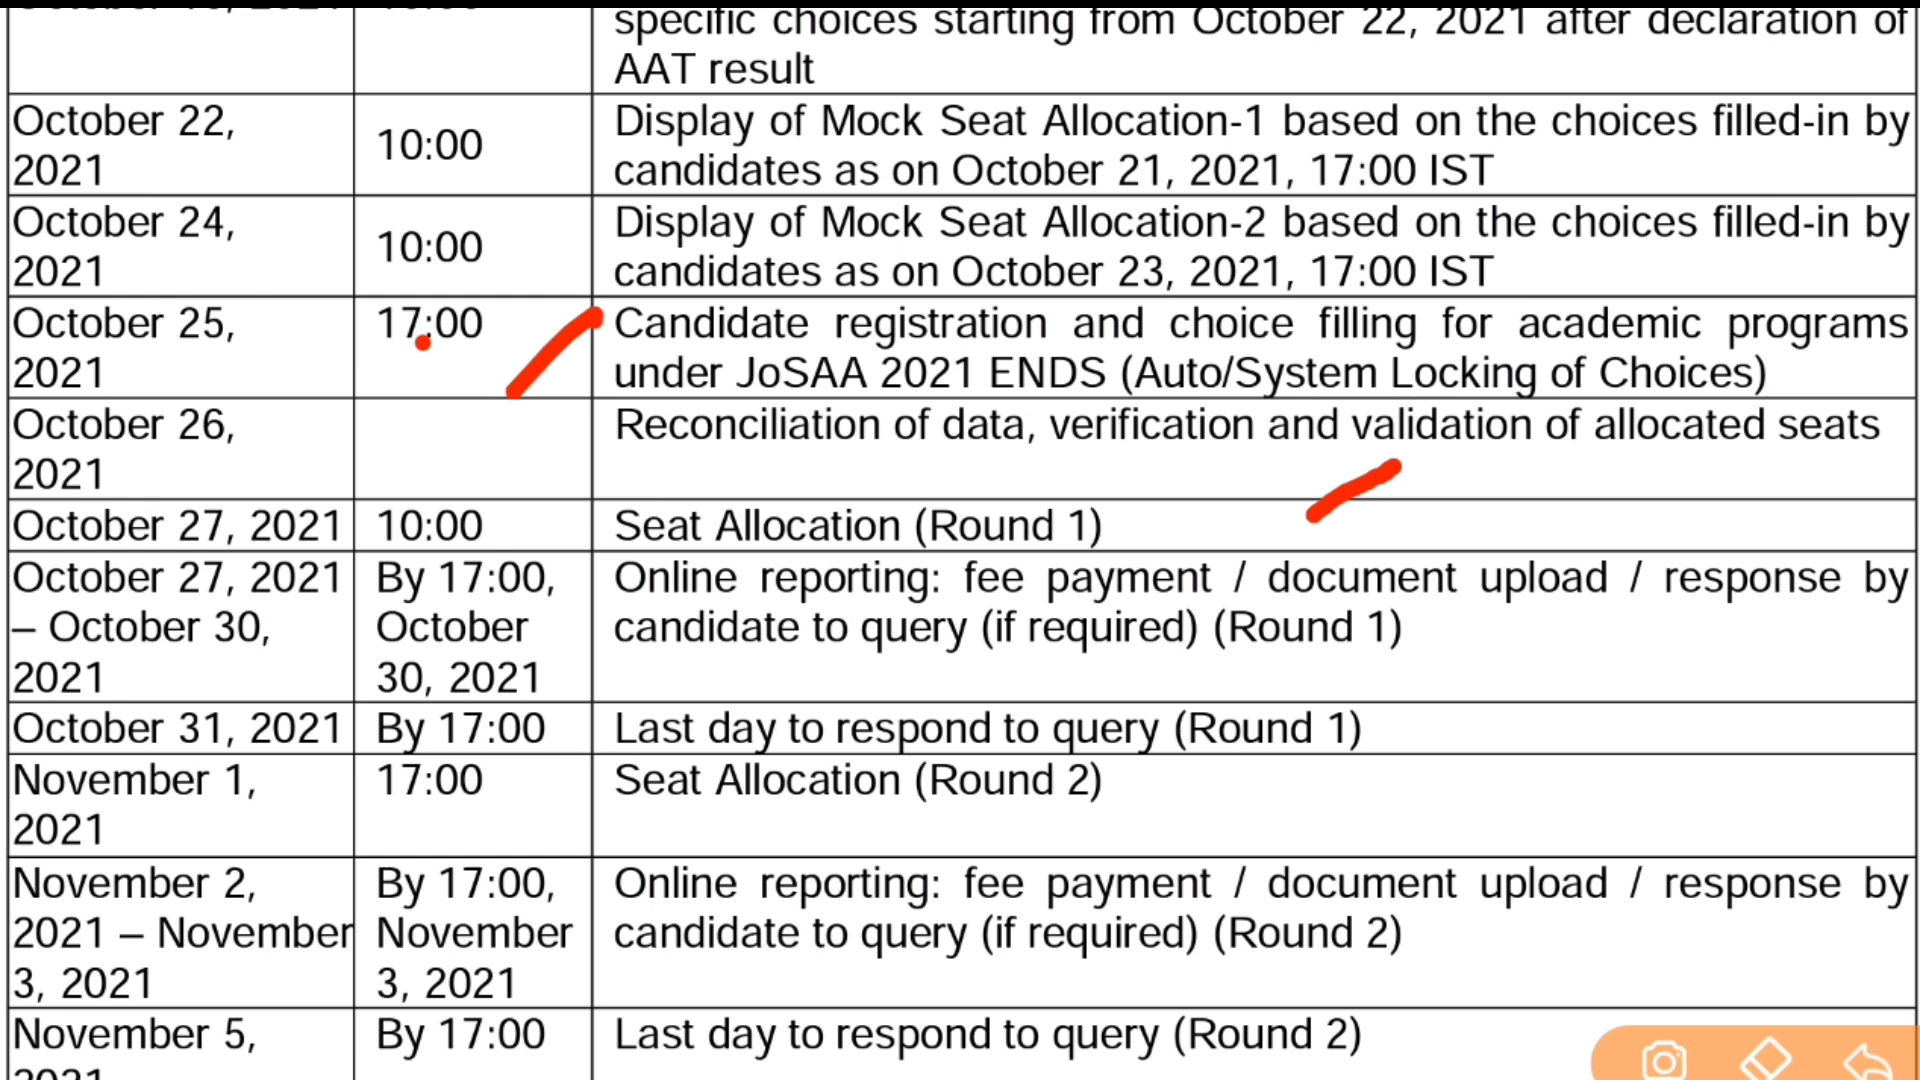 specific choices starting from October 22, 2021 after declaration of
AAT result
October 22,
2021
10:00
Display of Mock Seat Allocation-1 based on the choices filled-in by
candidates as on October 21, 2021, 17:00 IST
October 24,
2021
10:00
Display of Mock Seat Allocation-2 based on the choices filled-in by
candidates as on October 23, 2021, 17:00 IST
October 25,
2021
17:00
Candidate registration and choice filling for academic programs
under JoSAA 2021 ENDS (Auto/System Locking of Choices)
October 26,
2021
Reconciliation of data, verification and validation of allocated seats
October 27, 2021
10:00
Seat Allocation (Round 1)
October 27, 2021
– October 30,
2021
By 17:00,
October
30, 2021
Online reporting: fee payment / document upload / response by
candidate to query (if required) (Round 1)
October 31, 2021
By 17:00
Last day to respond to query (Round 1)
November 1,
2021
17:00
Seat Allocation (Round 2)
November 2,
2021 – November
3, 2021
By 17:00,
November
3, 2021
Online reporting: fee payment / document upload / response by
candidate to query (if required) (Round 2)
November 5,
2021
By 17:00
Last day to respond to query (Round 2)